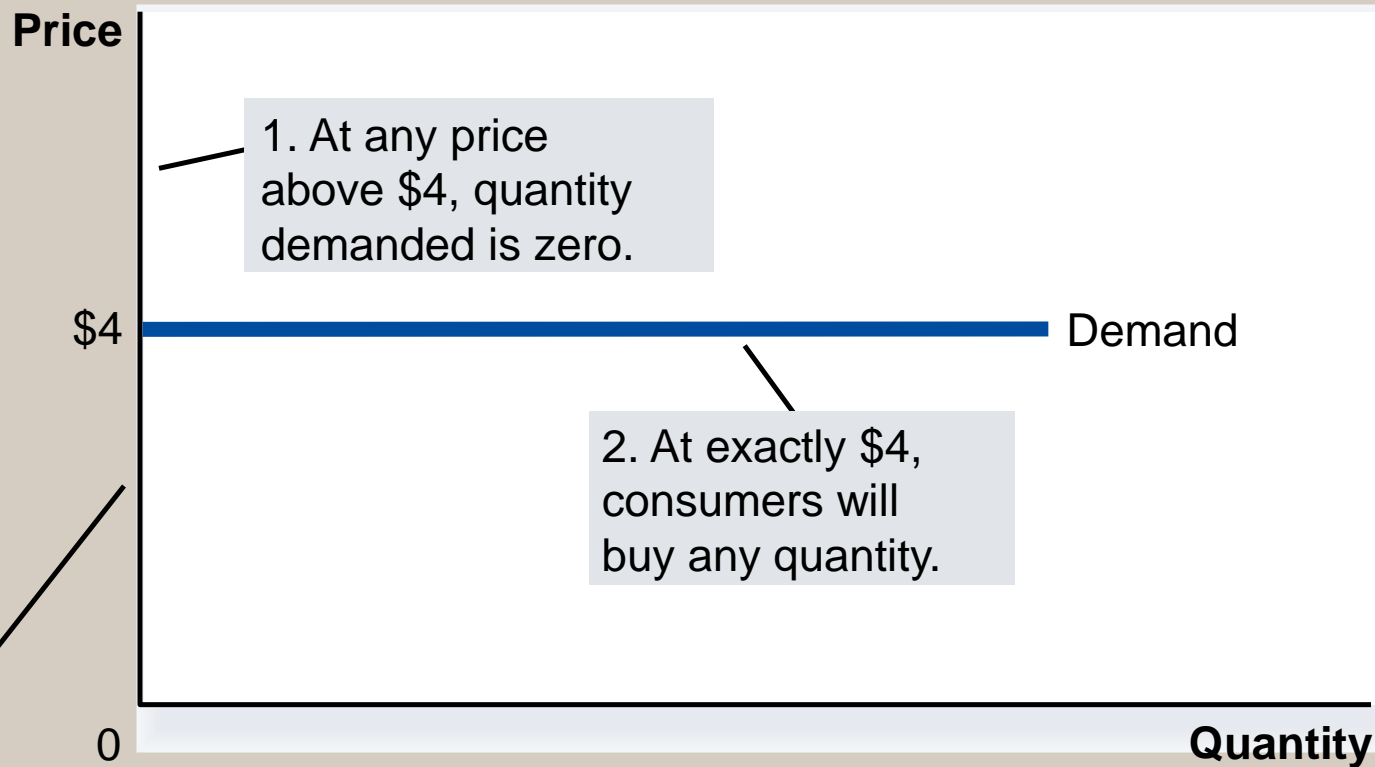 Price
1. At any price
above $4, quantity
demanded is zero.
$4
Demand
2. At exactly $4,
consumers will
buy any quantity.
0
Quantity